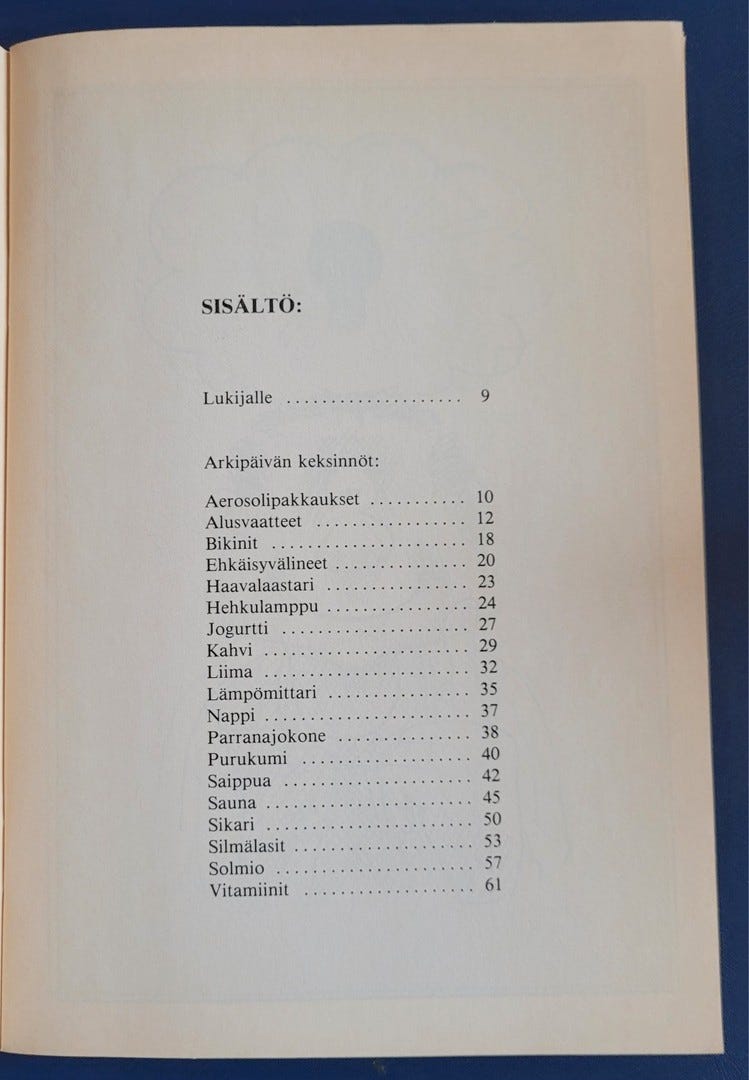 SISÄLTÖ:
Lukijalle .................... 9
Arkipäivän keksinnöt:
Aerosolipakkaukset ........... 10
Alusvaatteet ................. 12
Bikinit ...................... 18
Ehkäisyvälineet ............... 20
Haavalaastari ................ 23
Hehkulamppu ................ 24
Jogurtti ..................... 27
Kahvi ....................... 29
Liima ....................... 32
Lämpömittari ................ 35
Nappi ....................... 37
Parranajokone ............... 38
Purukumi ................... 40
Saippua ..................... 42
Sauna ....................... 45
Sikari ....................... 50
Silmälasit .................... 53
Solmio ...................... 57
Vitamiinit ................... 61